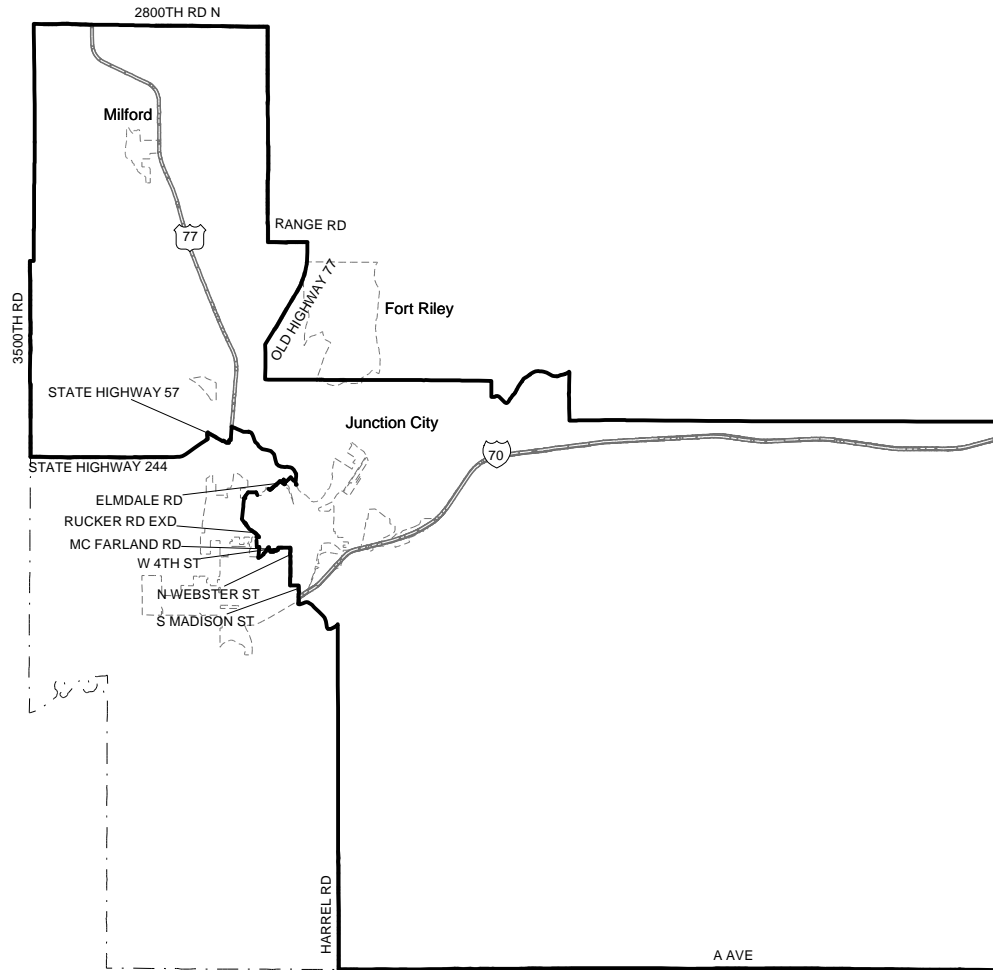 2800TH RD N
Milford
RANGE RD
77
OLD HIGHWAY 77
3500TH RD
Fort Riley
STATE HIGHWAY 57
Junction City
70
STATE HIGHWAY 244
ELMDALE RD
RUCKER RD EXD
MC FARLAND RD
W 4TH ST
N WEBSTER ST
S MADISON ST
HARREL RD
A AVE